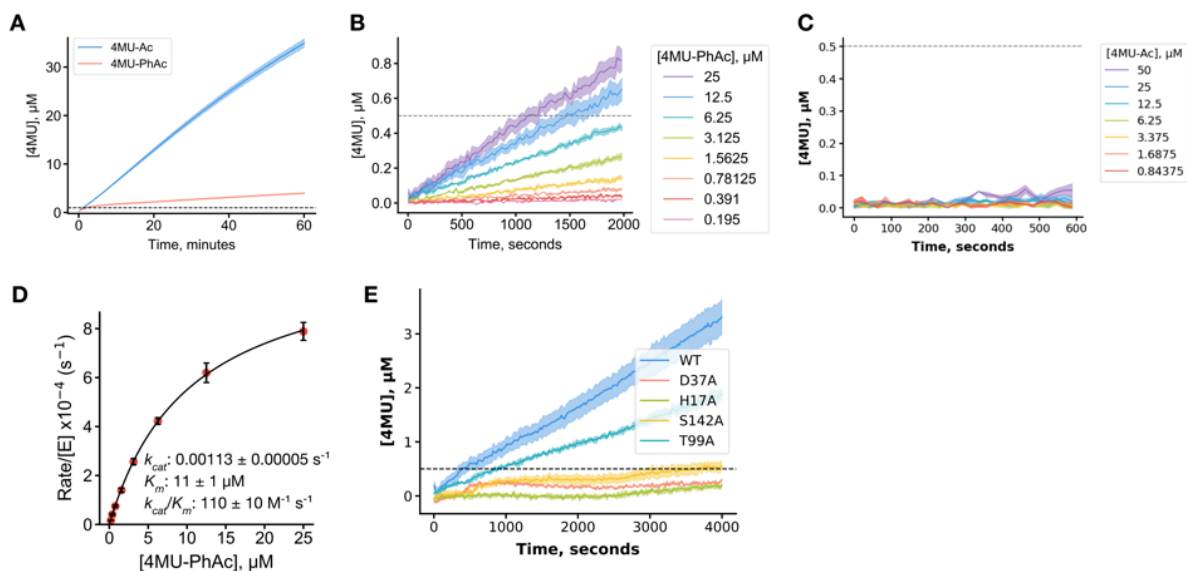 A
4MU-Ac
4MU-PhAc
[4MU], µM
30
20
10
0
0 20 40 60
Time, minutes
B
[4MU], µM
0.8
0.6
0.4
0.2
0.0
0 500 1000 1500 2000
Time, seconds
[4MU-PhAc], µM
25
12.5
6.25
3.125
1.5625
0.78125
0.391
0.195
C
[4MU], µM
0.5
0.4
0.3
0.2
0.1
0.0
0 100 200 300 400 500 600
Time, seconds
[4MU-Ac], µM
50
25
12.5
6.25
3.375
1.6875
0.84375
D
Rate/[E] x10⁻⁴ (s⁻¹)
8
6
4
2
0
kcat: 0.00113 ± 0.00005 s⁻¹
Km: 11 ± 1 µM
kcat/Km: 110 ± 10 M⁻¹ s⁻¹
0 5 10 15 20 25
[4MU-PhAc], µM
E
[4MU], µM
3
2
1
0
WT
D37A
H17A
S142A
T99A
0 1000 2000 3000 4000
Time, seconds